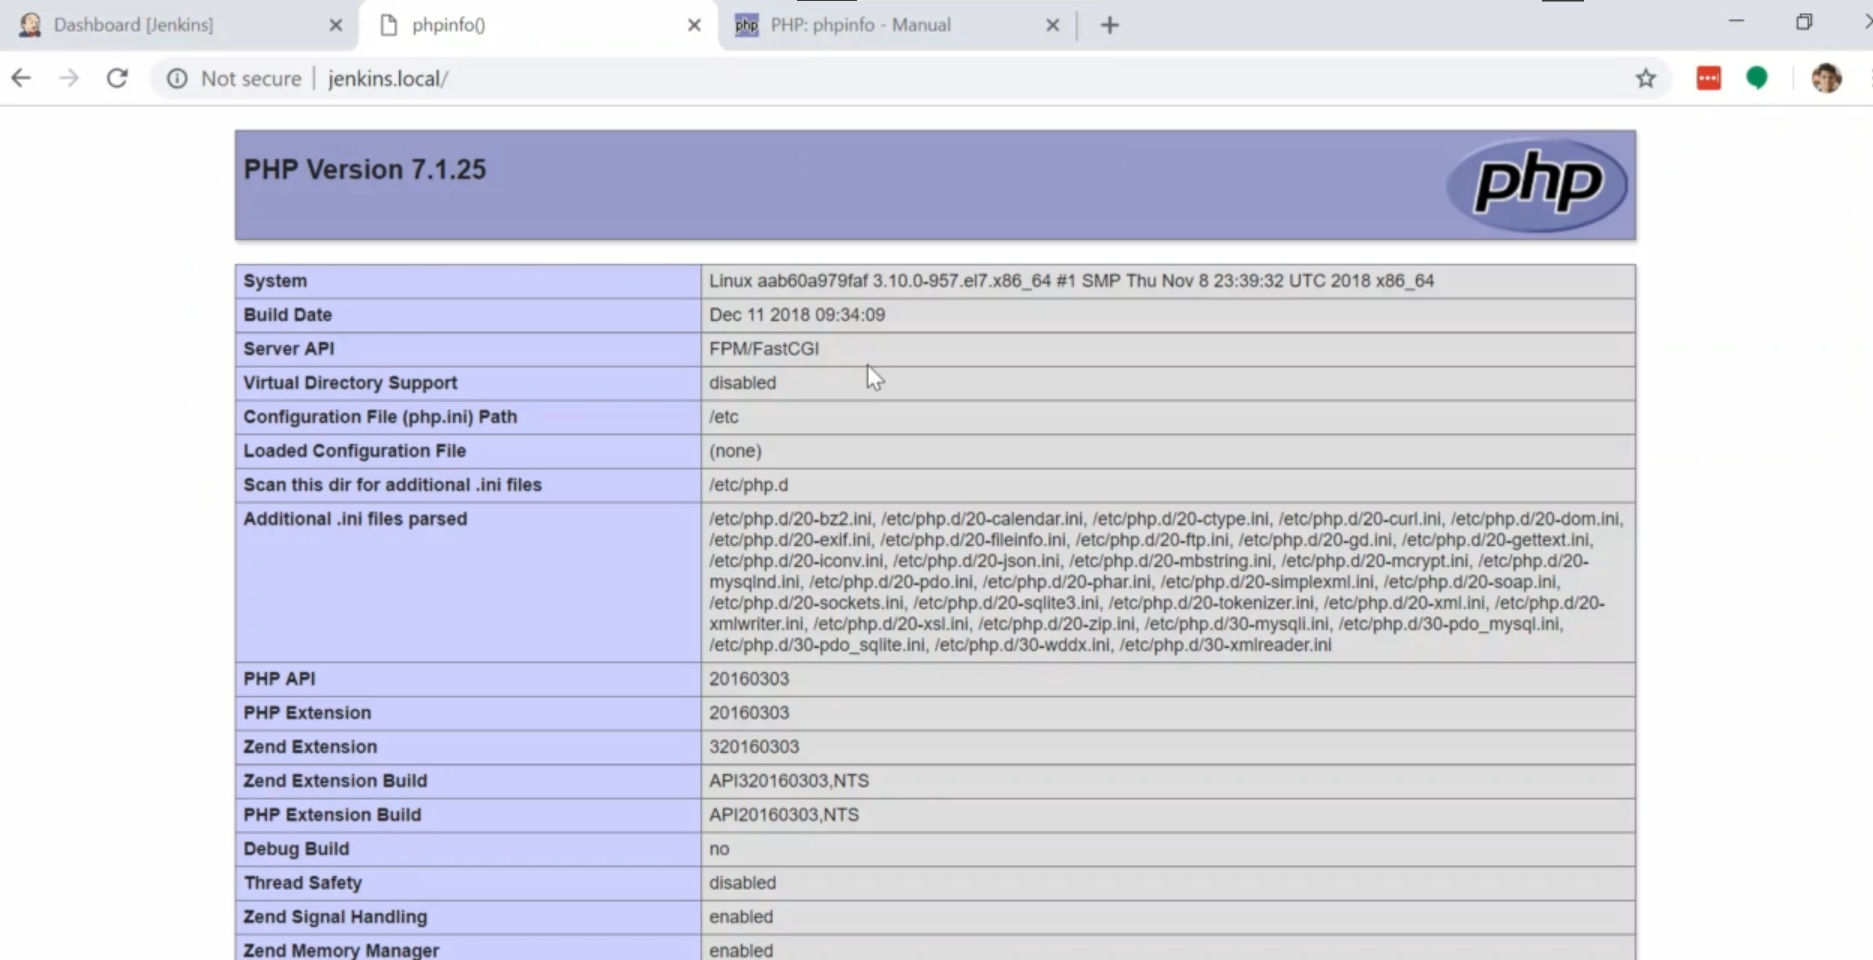 Dashboard [Jenkins]
phpinfo()
php
PHP: phpinfo - Manual
Not secure
jenkins.local/
PHP Version 7.1.25
php
System
Linux aab60a979faf 3.10.0-957.el7.x86_64 #1 SMP Thu Nov 8 23:39:32 UTC 2018 x86_64
Build Date
Dec 11 2018 09:34:09
Server API
FPM/FastCGI
Virtual Directory Support
disabled
Configuration File (php.ini) Path
/etc
Loaded Configuration File
(none)
Scan this dir for additional .ini files
/etc/php.d
Additional .ini files parsed
/etc/php.d/20-bz2.ini, /etc/php.d/20-calendar.ini, /etc/php.d/20-ctype.ini, /etc/php.d/20-curl.ini, /etc/php.d/20-dom.ini,
/etc/php.d/20-exif.ini, /etc/php.d/20-fileinfo.ini, /etc/php.d/20-ftp.ini, /etc/php.d/20-gd.ini, /etc/php.d/20-gettext.ini,
/etc/php.d/20-iconv.ini, /etc/php.d/20-json.ini, /etc/php.d/20-mbstring.ini, /etc/php.d/20-mcrypt.ini, /etc/php.d/20-
mysqlnd.ini, /etc/php.d/20-pdo.ini, /etc/php.d/20-phar.ini, /etc/php.d/20-simplexml.ini, /etc/php.d/20-soap.ini,
/etc/php.d/20-sockets.ini, /etc/php.d/20-sqlite3.ini, /etc/php.d/20-tokenizer.ini, /etc/php.d/20-xml.ini, /etc/php.d/20-
xmlwriter.ini, /etc/php.d/20-xsl.ini, /etc/php.d/20-zip.ini, /etc/php.d/30-mysqli.ini, /etc/php.d/30-pdo_mysql.ini,
/etc/php.d/30-pdo_sqlite.ini, /etc/php.d/30-wddx.ini, /etc/php.d/30-xmlreader.ini
PHP API
20160303
PHP Extension
20160303
Zend Extension
320160303
Zend Extension Build
API320160303,NTS
PHP Extension Build
API20160303,NTS
Debug Build
no
Thread Safety
disabled
Zend Signal Handling
enabled
Zend Memory Manager
enabled